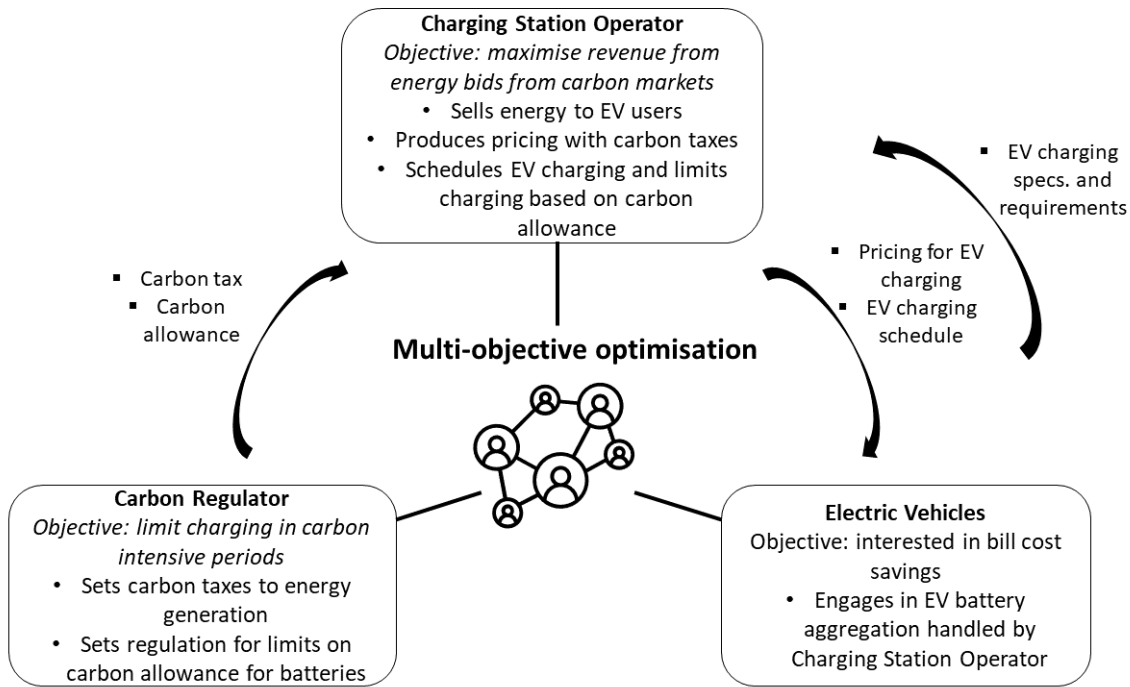 Charging Station Operator
Objective: maximise revenue from
energy bids from carbon markets
• Sells energy to EV users
• Produces pricing with carbon taxes
• Schedules EV charging and limits
charging based on carbon
allowance
▪ EV charging
specs. and
requirements
▪ Carbon tax
▪ Carbon
allowance
▪ Pricing for EV
charging
▪ EV charging
schedule
Multi-objective optimisation
Carbon Regulator
Objective: limit charging in carbon
intensive periods
• Sets carbon taxes to energy
generation
• Sets regulation for limits on
carbon allowance for batteries
Electric Vehicles
Objective: interested in bill cost
savings
• Engages in EV battery
aggregation handled by
Charging Station Operator